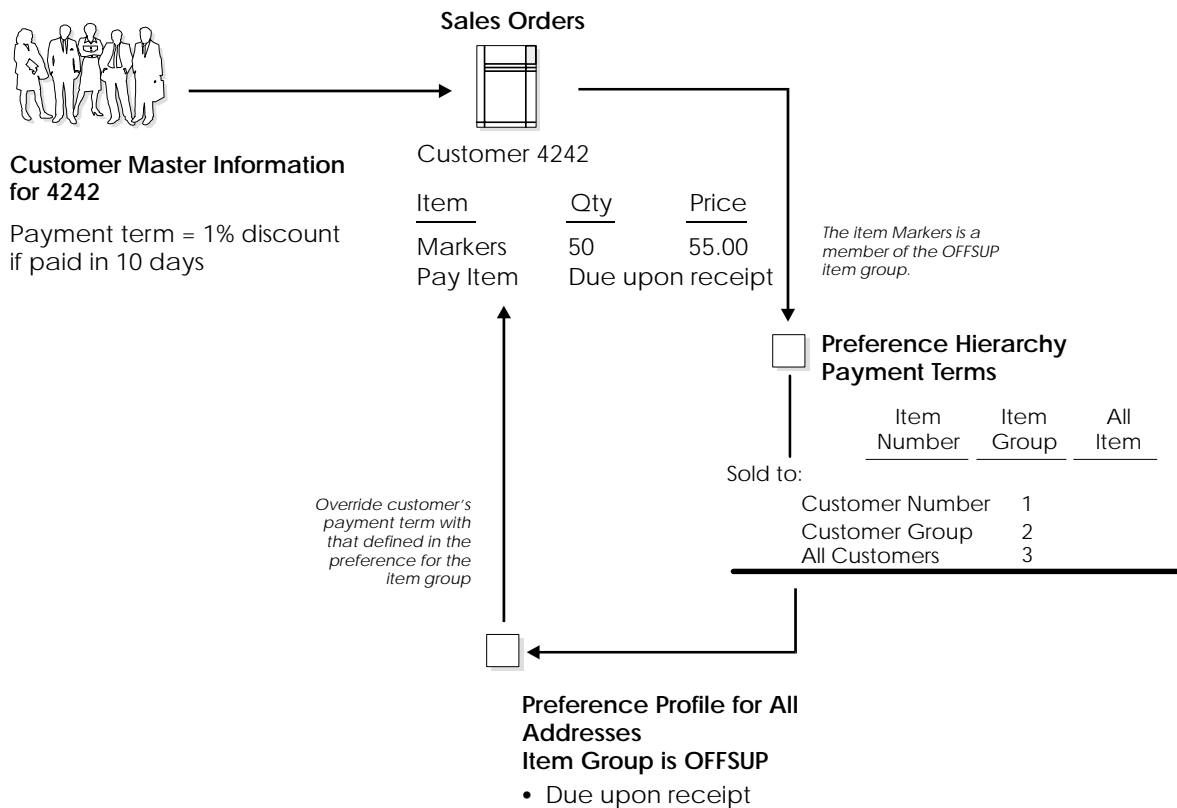 Sales Orders
Customer Master Information
for 4242
Payment term = 1% discount
if paid in 10 days
Customer 4242
Item Qty Price
Markers 50 55.00
Pay Item Due upon receipt
The item Markers is a
member of the OFFSUP
item group.
Preference Hierarchy
Payment Terms
Item Item All
Number Group Item
Sold to:
Customer Number 1
Customer Group 2
All Customers 3
Override customer's
payment term with
that defined in the
preference for the
item group
Preference Profile for All
Addresses
Item Group is OFFSUP
• Due upon receipt